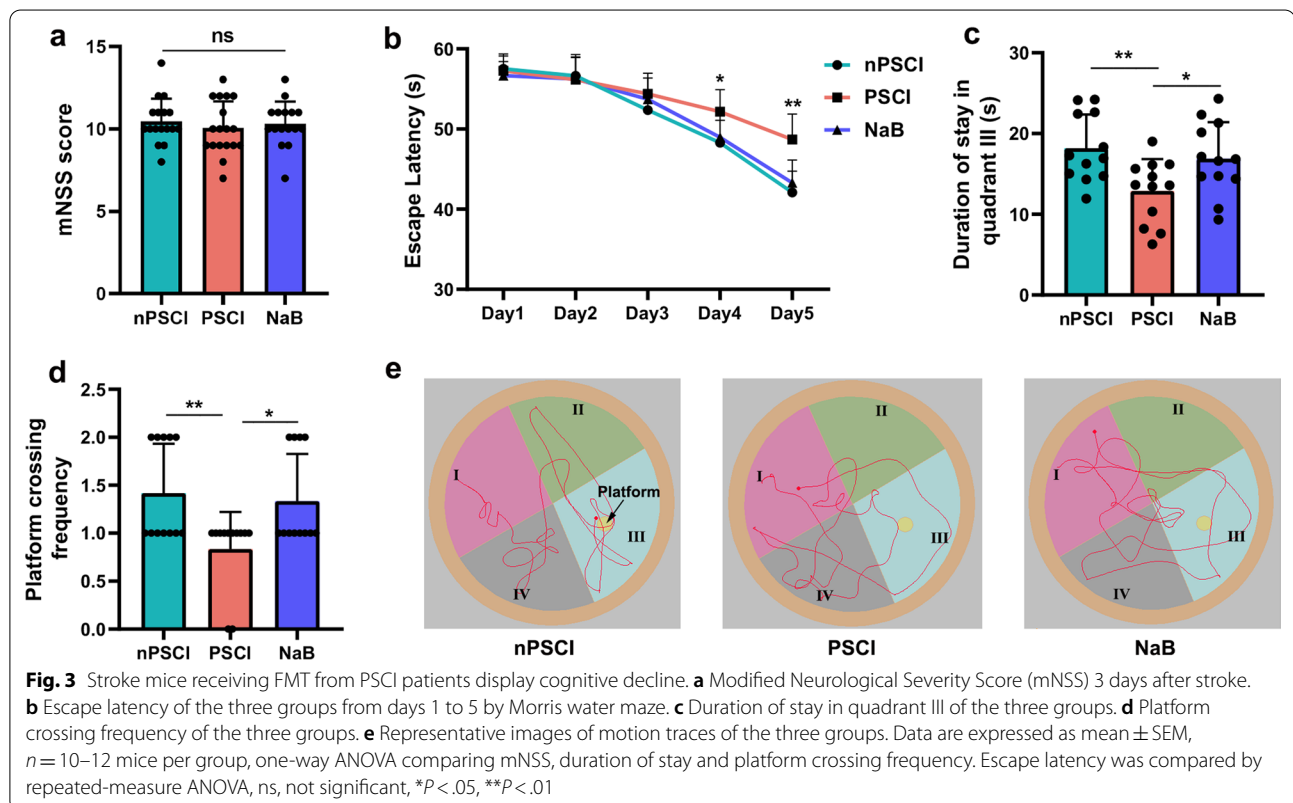 a
ns
mNSS score
15
10
5
0
nPSCI PSCI NaB
b
Escape Latency (s)
60
50
40
30
* **
Day1 Day2 Day3 Day4 Day5
nPSCI
PSCI
NaB
c
Duration of stay in
quadrant III (s)
30
20
10
0
** *
nPSCI PSCI NaB
d
Platform crossing
frequency
2.5
2.0
1.5
1.0
0.5
0.0
** *
nPSCI PSCI NaB
e
I II III IV
Platform
nPSCI
I II III IV
PSCI
I II III IV
NaB
Fig. 3 Stroke mice receiving FMT from PSCI patients display cognitive decline. a Modified Neurological Severity Score (mNSS) 3 days after stroke.
b Escape latency of the three groups from days 1 to 5 by Morris water maze. c Duration of stay in quadrant III of the three groups. d Platform
crossing frequency of the three groups. e Representative images of motion traces of the three groups. Data are expressed as mean ± SEM,
n = 10–12 mice per group, one-way ANOVA comparing mNSS, duration of stay and platform crossing frequency. Escape latency was compared by
repeated-measure ANOVA, ns, not significant, *P < .05, **P < .01